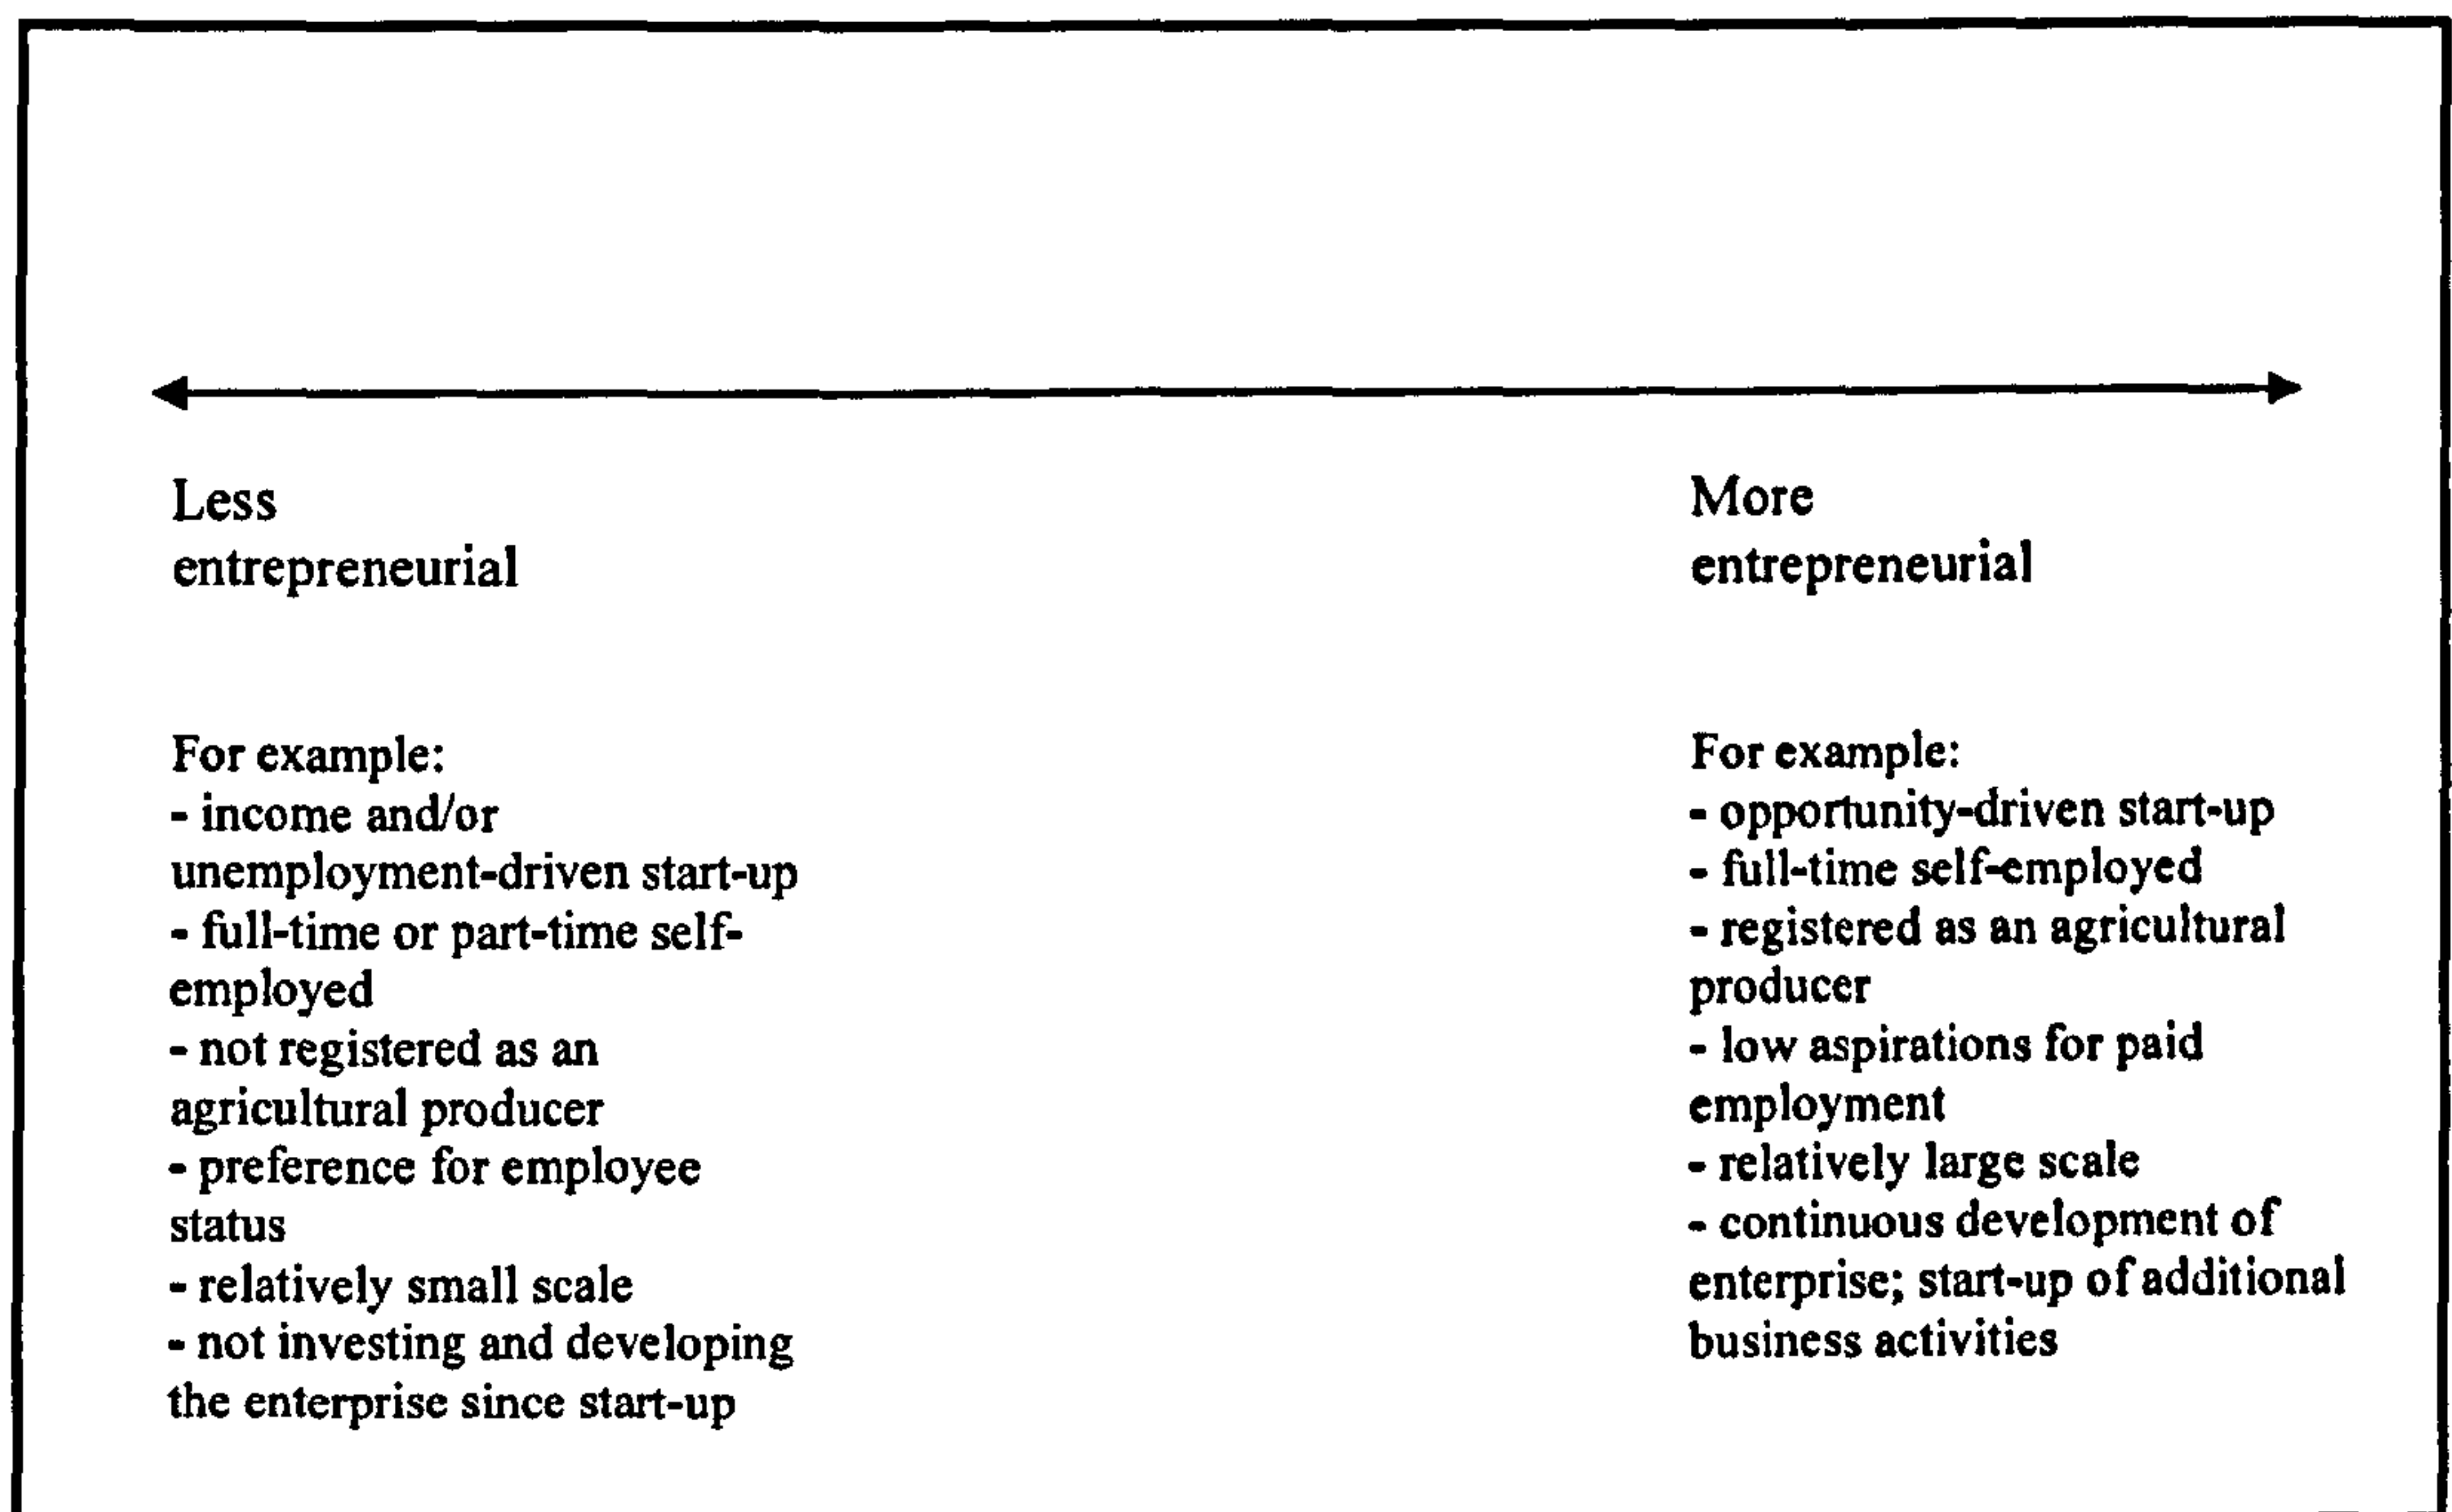 Less
entrepreneurial
For example:
- income and/or
unemployment-driven start-up
- full-time or part-time self-
employed
- not registered as an
agricultural producer
- preference for employee
status
- relatively small scale
- not investing and developing
the enterprise since start-up
More
entrepreneurial
For example:
- opportunity-driven start-up
- full-time self-employed
- registered as an agricultural
producer
- low aspirations for paid
employment
- relatively large scale
- continuous development of
enterprise; start-up of additional
business activities